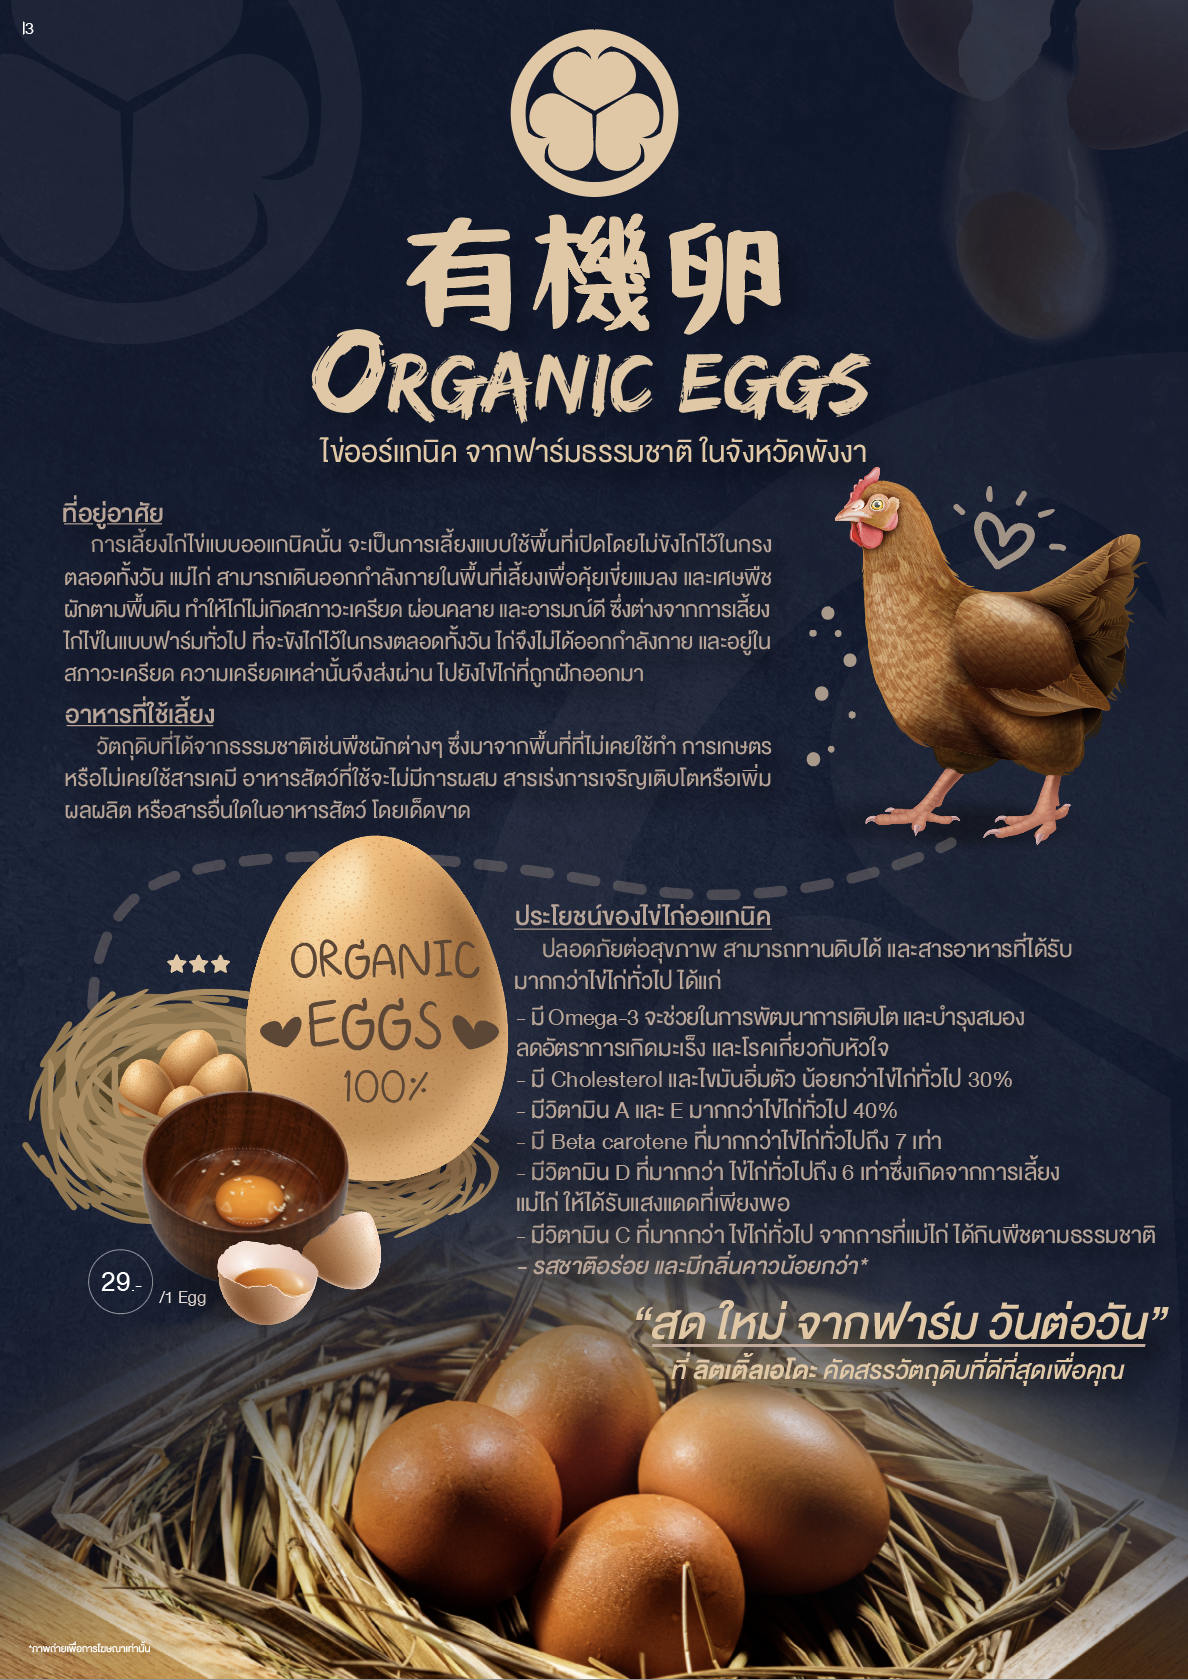 |3
有機卵
ORGANIC EGGS
ไข่ออร์แกนิค จากฟาร์มธรรมชาติ ในจังหวัดพังงา
ที่อยู่อาศัย
การเลี้ยงไก่ไข่แบบออแกนิคนั้น จะเป็นการเลี้ยงแบบใช้พื้นที่เปิดโดยไม่ขังไก่ไว้ในกรง
ตลอดทั้งวัน แม่ไก่ สามารถเดินออกกำลังกายในพื้นที่เลี้ยงเพื่อคุ้ยเขี่ยแมลง และเศษพืช
ผักตามพื้นดิน ทำให้ไก่ไม่เกิดสภาวะเครียด ผ่อนคลาย และอารมณ์ดี ซึ่งต่างจากการเลี้ยง
ไก่ไข่ในแบบฟาร์มทั่วไป ที่จะขังไก่ไว้ในกรงตลอดทั้งวัน ไก่จึงไม่ได้ออกกำลังกาย และอยู่ใน
สภาวะเครียด ความเครียดเหล่านั้นจึงส่งผ่าน ไปยังไข่ไก่ที่ถูกฝักออกมา
อาหารที่ใช้เลี้ยง
วัตถุดิบที่ได้จากธรรมชาติเช่นพืชผักต่างๆ ซึ่งมาจากพื้นที่ที่ไม่เคยใช้ทำ การเกษตร
หรือไม่เคยใช้สารเคมี อาหารสัตว์ที่ใช้จะไม่มีการผสม สารเร่งการเจริญเติบโตหรือเพิ่ม
ผลผลิต หรือสารอื่นใดในอาหารสัตว์ โดยเด็ดขาด
ORGANIC
EGGS
100%
ประโยชน์ของไข่ไก่ออแกนิค
ปลอดภัยต่อสุขภาพ สามารถทานดิบได้ และสารอาหารที่ได้รับ
มากกว่าไข่ไก่ทั่วไป ได้แก่
- มี Omega-3 จะช่วยในการพัฒนาการเติบโต และบำรุงสมอง
ลดอัตราการเกิดมะเร็ง และโรคเกี่ยวกับหัวใจ
- มี Cholesterol และไขมันอิ่มตัว น้อยกว่าไข่ไก่ทั่วไป 30%
- มีวิตามิน A และ E มากกว่าไข่ไก่ทั่วไป 40%
- มี Beta carotene ที่มากกว่าไข่ไก่ทั่วไปถึง 7 เท่า
- มีวิตามิน D ที่มากกว่า ไข่ไก่ทั่วไปถึง 6 เท่าซึ่งเกิดจากการเลี้ยง
แม่ไก่ ให้ได้รับแสงแดดที่เพียงพอ
- มีวิตามิน C ที่มากกว่า ไข่ไก่ทั่วไป จากการที่แม่ไก่ ได้กินพืชตามธรรมชาติ
- รสชาติอร่อย และมีกลิ่นคาวน้อยกว่า*
29.-
/1 Egg
“สด ใหม่ จากฟาร์ม วันต่อวัน”
ที่ ลิตเติ้ลเอโดะ คัดสรรวัตถุดิบที่ดีที่สุดเพื่อคุณ
*ภาพถ่ายเพื่อการโฆษณาเท่านั้น